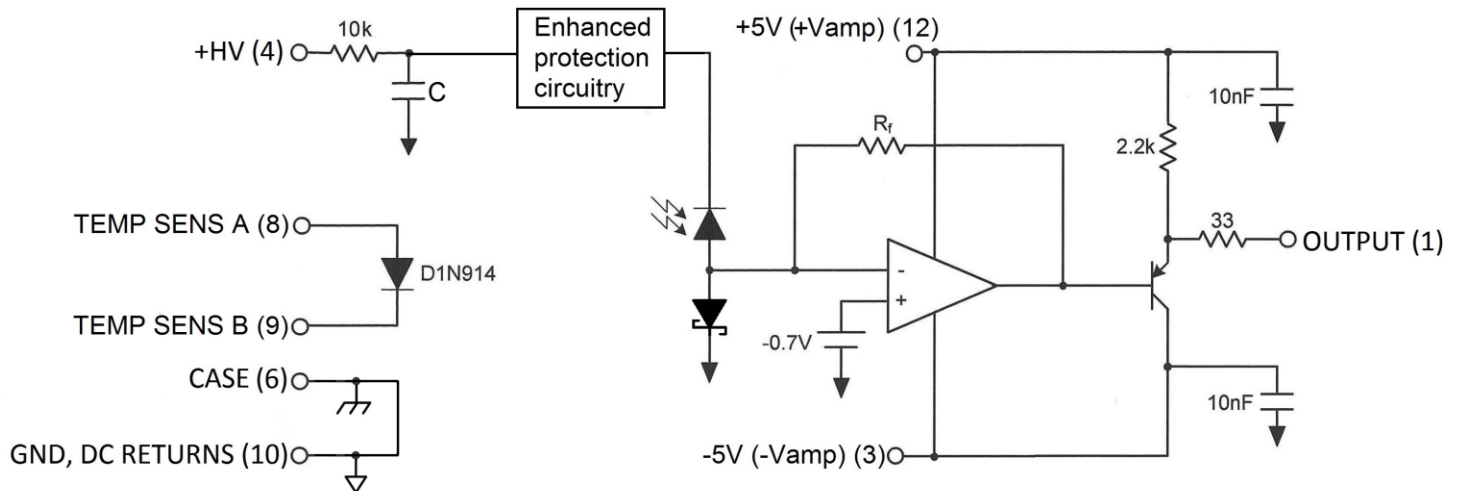 +HV (4)
10k
C
Enhanced
protection
circuitry
+5V (+Vamp) (12)
10nF
2.2k
Rf
33
OUTPUT (1)
TEMP SENS A (8)
D1N914
TEMP SENS B (9)
-
+
-0.7V
CASE (6)
10nF
GND, DC RETURNS (10)
-5V (-Vamp) (3)